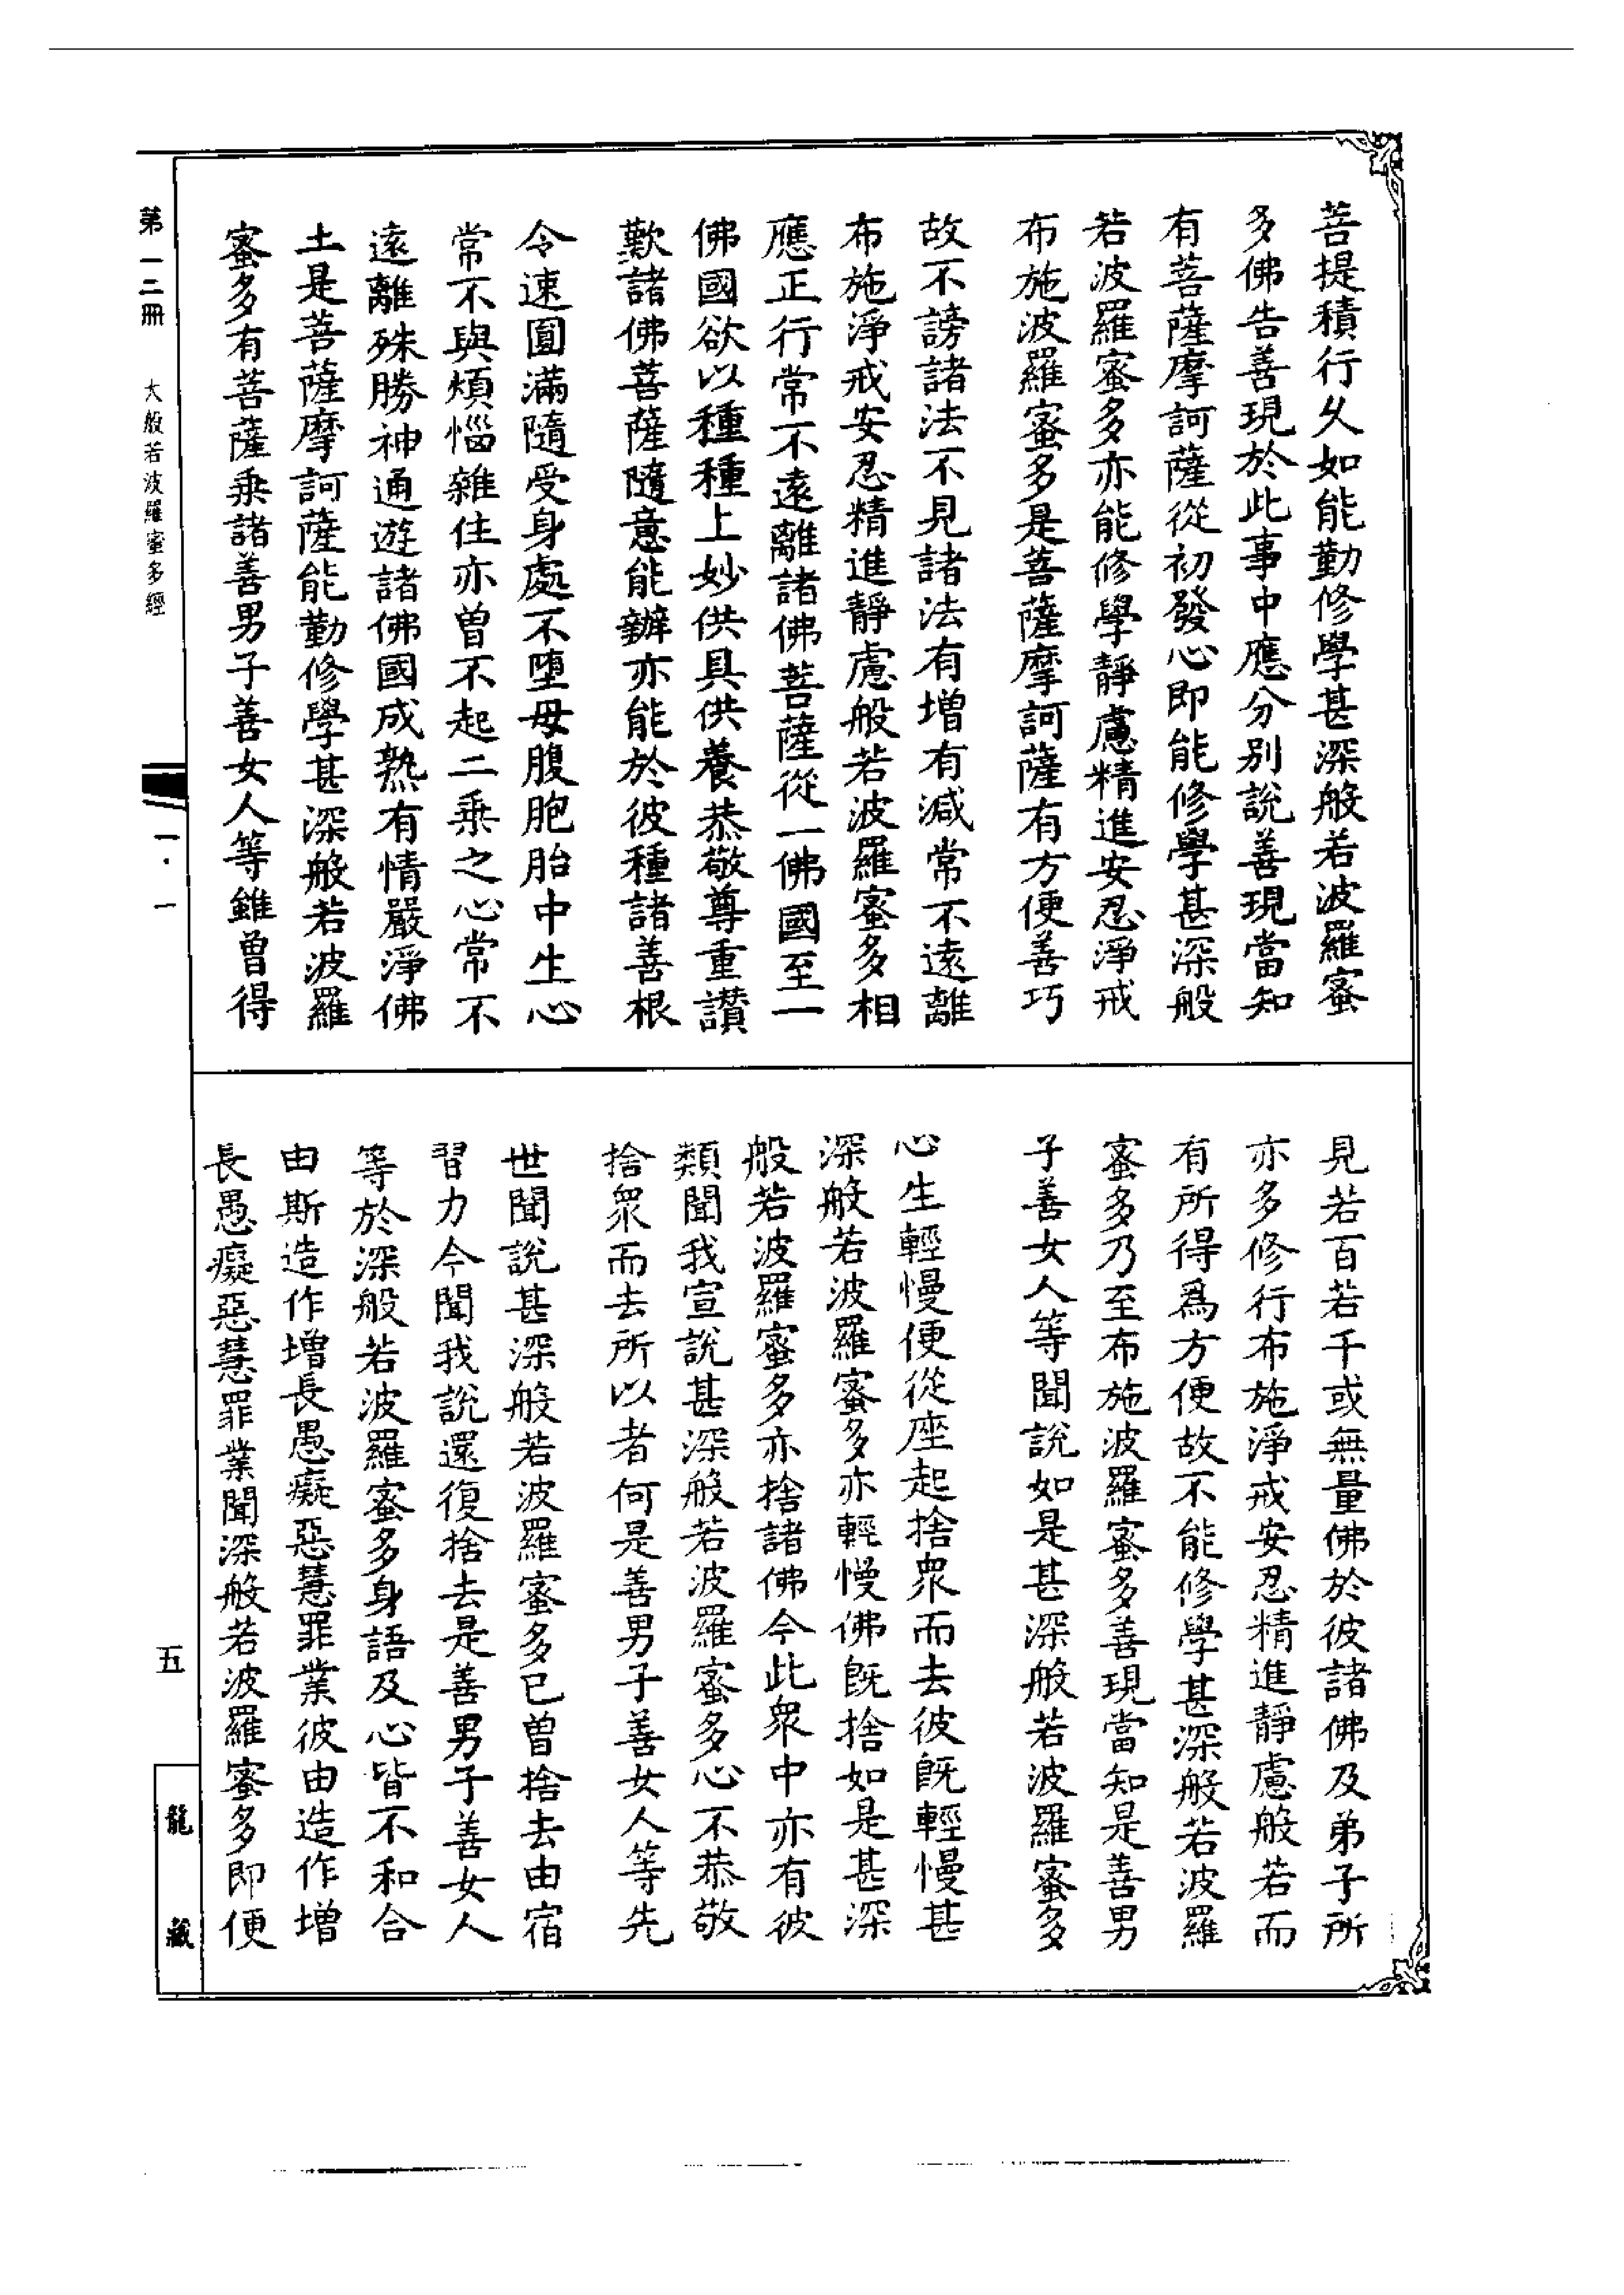 菩提積行久如能勤修學甚深般若波羅蜜
多佛告善現於此事中應分別說善現當知
有菩薩摩訶薩從初發心即能修學甚深般
若波羅蜜多亦能修學靜慮精進安忍淨戒
布施波羅蜜多是菩薩摩訶薩有方便善巧
故不謗諸法不見諸法有增有減常不遠離
布施淨戒安忍精進靜慮般若波羅蜜多相
應正行常不遠離諸佛菩薩從一佛國至一
佛國欲以種種上妙供具供養恭敬尊重讚
歎諸佛菩薩隨意能辦亦能於彼種諸善根
令速圓滿隨受身處不墮母腹胞胎中生心
常不與煩惱雜住亦曾不起二乘之心常不
遠離殊勝神通遊諸佛國成熟有情嚴淨佛
土是菩薩摩訶薩能勤修學甚深般若波羅
蜜多有菩薩乘諸善男子善女人等雖曾得
見若百若千或無量佛於彼諸佛及弟子所
亦多修行布施淨戒安忍精進靜慮般若而
有所得爲方便故不能修學甚深般若波羅
蜜多乃至布施波羅蜜多善現當知是善男
子善女人等聞說如是甚深般若波羅蜜多
心生輕慢便從座起捨衆而去彼既輕慢甚
深般若波羅蜜多亦輕慢佛既捨如是甚深
般若波羅蜜多亦捨諸佛今此衆中亦有彼
類聞我宣說甚深般若波羅蜜多心不恭敬
捨衆而去所以者何是善男子善女人等先
世聞說甚深般若波羅蜜多已曾捨去由宿
習力今聞我說還復捨去是善男子善女人
等於深般若波羅蜜多身語及心皆不和合
由斯造作增長愚癡惡慧罪業彼由造作增
長愚癡惡慧罪業聞深般若波羅蜜多即便
第一二冊 大般若波羅蜜多經 一·一 五 龍藏